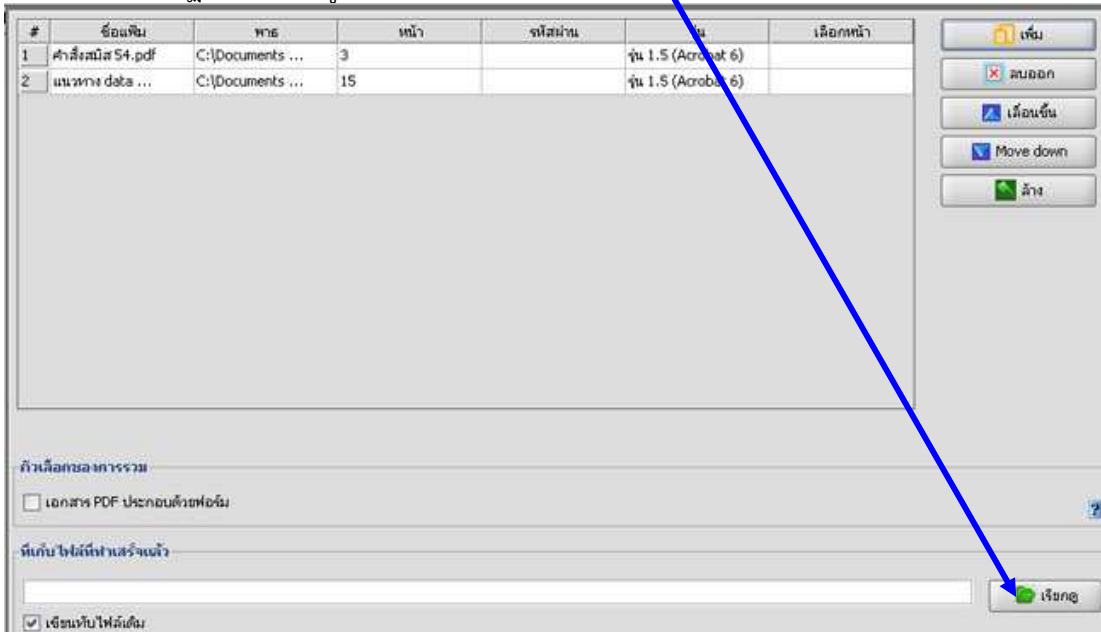 # ชื่อแฟ้ม พาธ หน้า รหัสผ่าน เลือกหน้า
1 คำสั่งสมิส 54.pdf C:\Documents ... 3 รุ่น 1.5 (Acrobat 6)
2 แนวทาง data ... C:\Documents ... 15 รุ่น 1.5 (Acrobat 6)
เพิ่ม
ลบออก
เลื่อนขึ้น
Move down
ล้าง
ตัวเลือกของการรวม
เอกสาร PDF ประกอบด้วยฟอร์ม
ที่เก็บไฟล์ที่ทำเสร็จแล้ว
เรียกดู
เขียนทับไฟล์เดิม